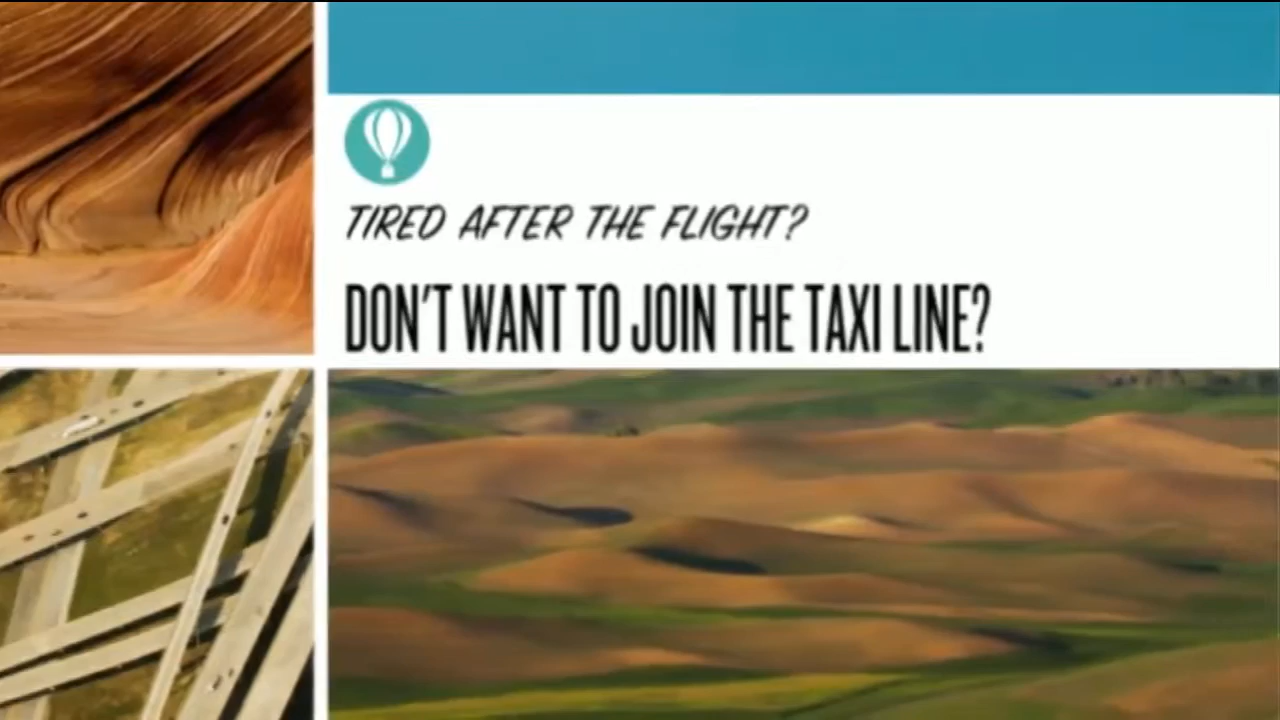 TIRED AFTER THE FLIGHT?
DON'T WANT TO JOIN THE TAXI LINE?